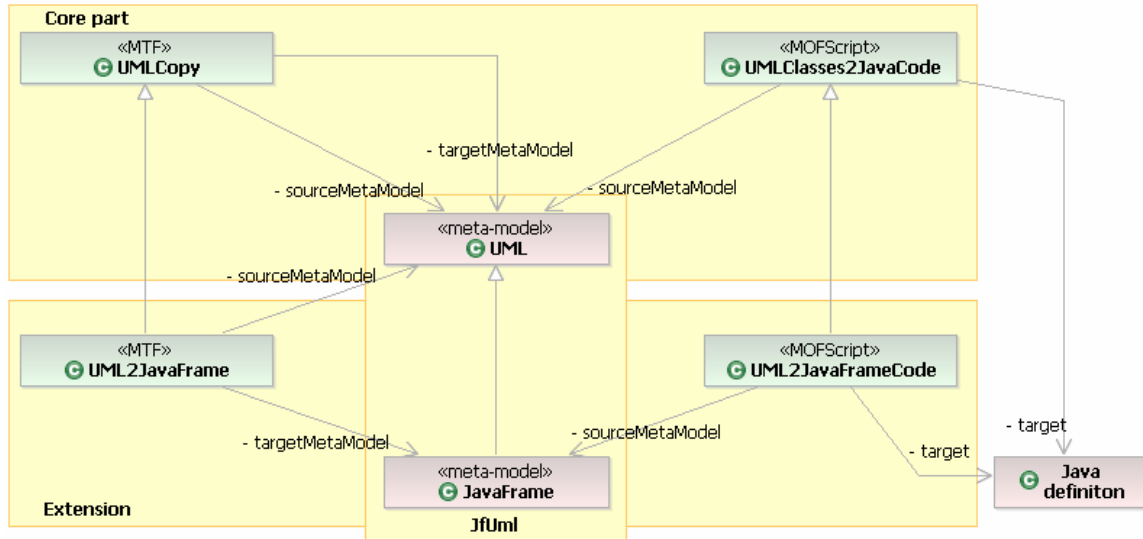 Core part
«MTF»
UMLCopy
«MOFScript»
UMLClasses2JavaCode
- targetMetaModel
- sourceMetaModel
- sourceMetaModel
«meta-model»
UML
- sourceMetaModel
«MTF»
UML2JavaFrame
«MOFScript»
UML2JavaFrameCode
- targetMetaModel
- sourceMetaModel
- target
- target
«meta-model»
JavaFrame
Java
definiton
Extension
JfUml